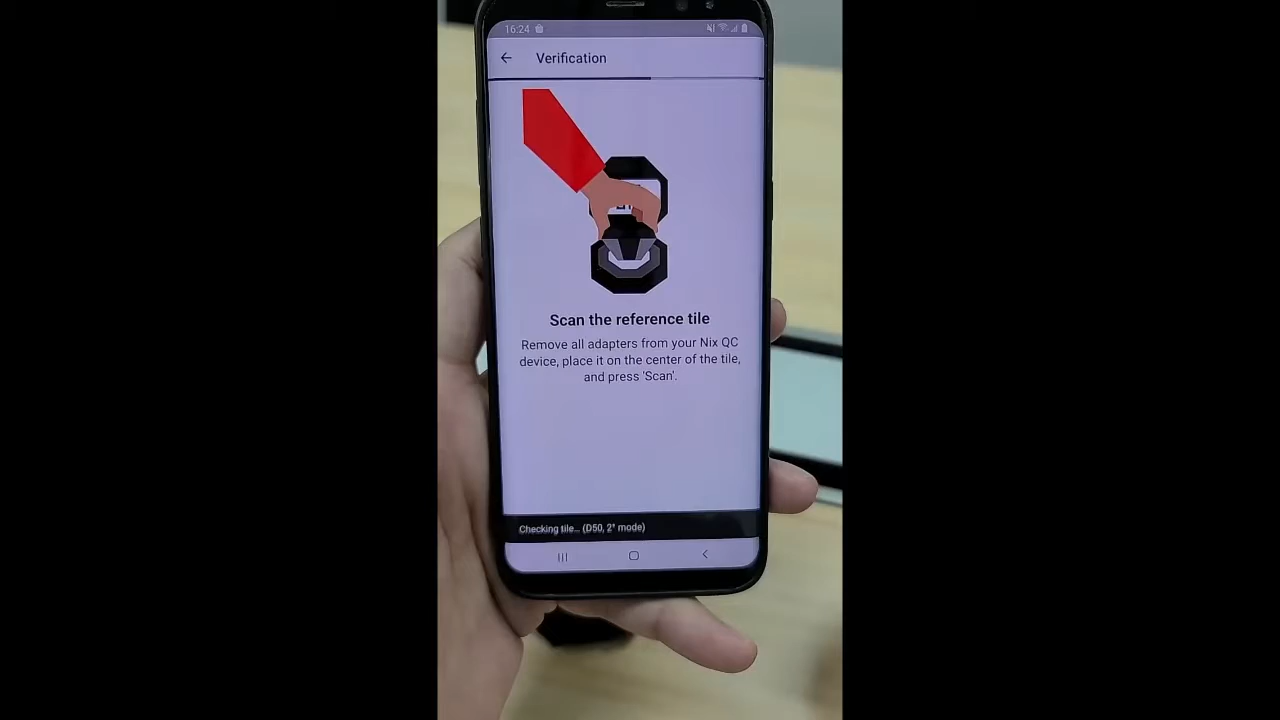 16:24
Verification
Scan the reference tile
Remove all adapters from your Nix QC
device, place it on the center of the tile,
and press 'Scan'.
Checking tile... (D50, 2° mode)